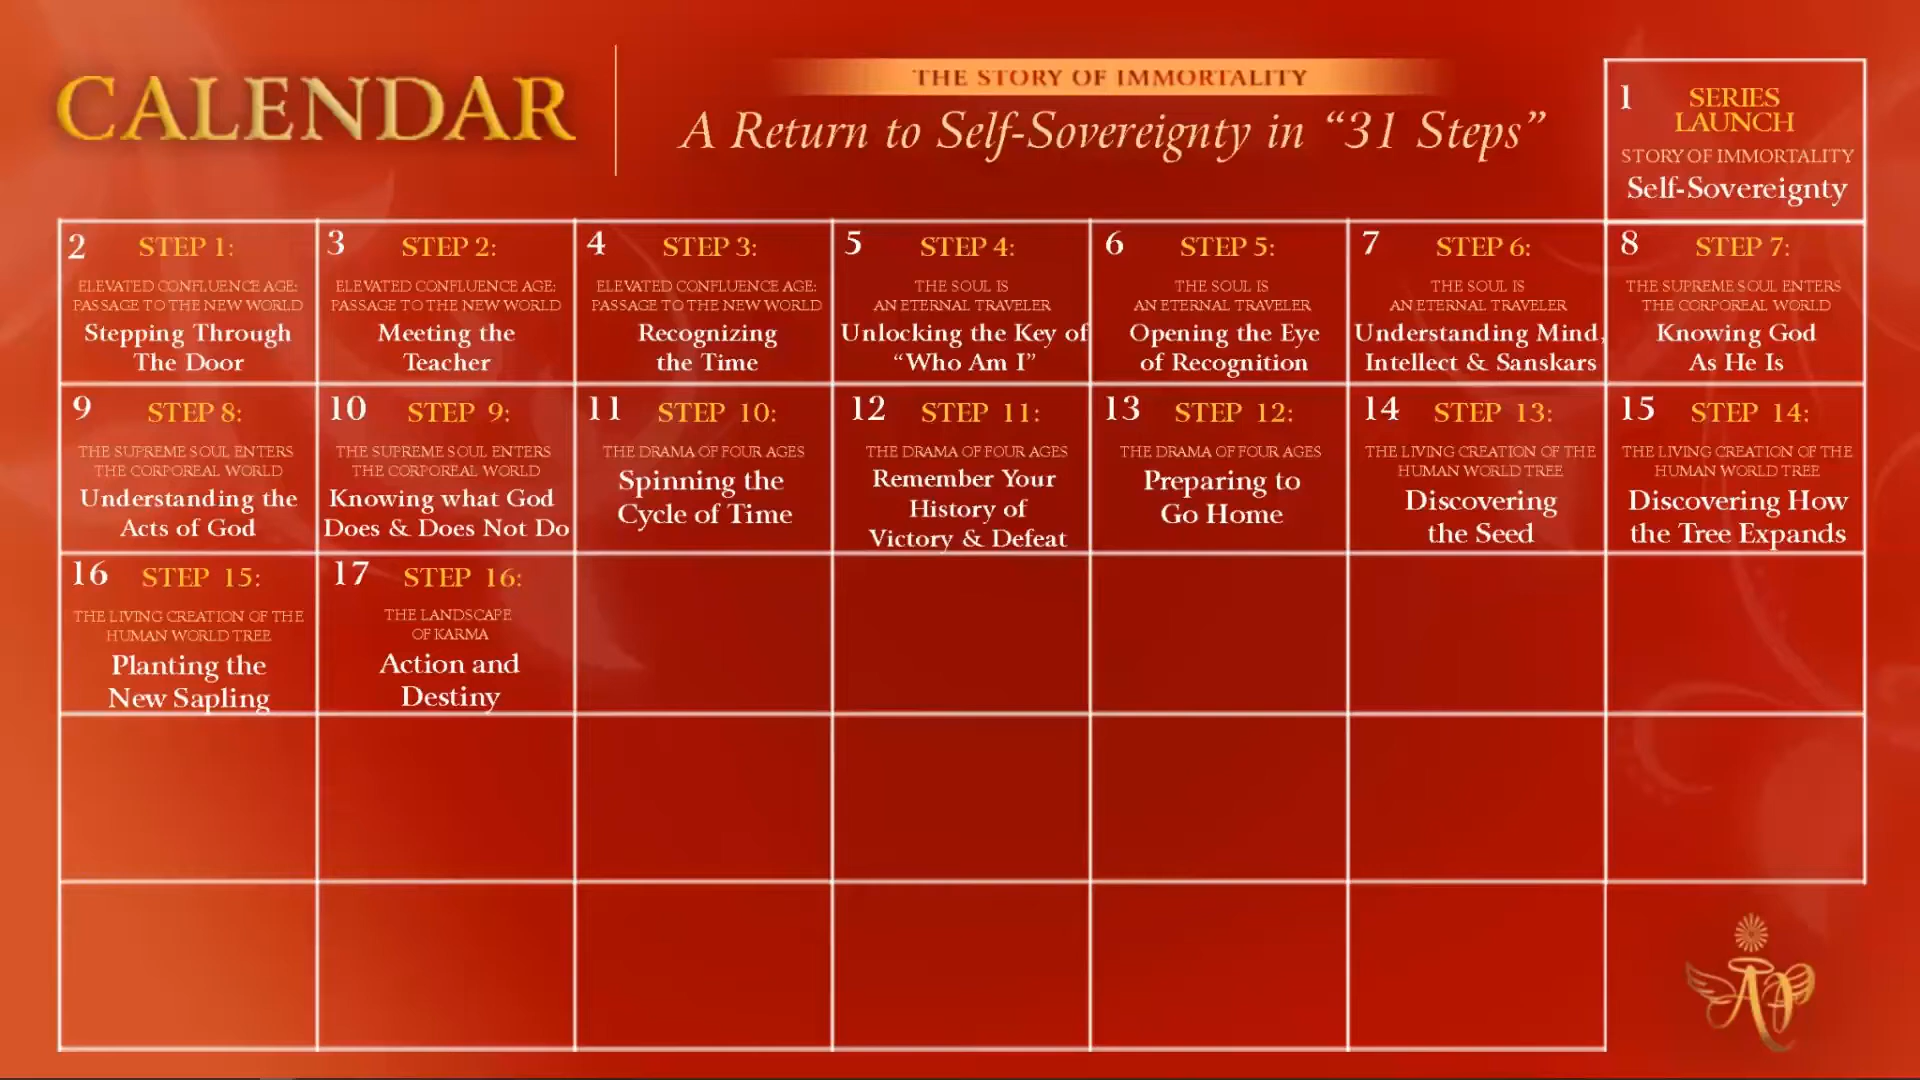 CALENDAR
THE STORY OF IMMORTALITY
A Return to Self-Sovereignty in “31 Steps”
1
SERIES
LAUNCH
STORY OF IMMORTALITY
Self-Sovereignty
2
STEP 1:
ELEVATED CONFLUENCE AGE:
PASSAGE TO THE NEW WORLD
Stepping Through
The Door
3
STEP 2:
ELEVATED CONFLUENCE AGE:
PASSAGE TO THE NEW WORLD
Meeting the
Teacher
4
STEP 3:
ELEVATED CONFLUENCE AGE:
PASSAGE TO THE NEW WORLD
Recognizing
the Time
5
STEP 4:
THE SOUL IS
AN ETERNAL TRAVELER
Unlocking the Key of
“Who Am I”
6
STEP 5:
THE SOUL IS
AN ETERNAL TRAVELER
Opening the Eye
of Recognition
7
STEP 6:
THE SOUL IS
AN ETERNAL TRAVELER
Understanding Mind,
Intellect & Sanskars
8
STEP 7:
THE SUPREME SOUL ENTERS
THE CORPOREAL WORLD
Knowing God
As He Is
9
STEP 8:
THE SUPREME SOUL ENTERS
THE CORPOREAL WORLD
Understanding the
Acts of God
10
STEP 9:
THE SUPREME SOUL ENTERS
THE CORPOREAL WORLD
Knowing what God
Does & Does Not Do
11
STEP 10:
THE DRAMA OF FOUR AGES
Spinning the
Cycle of Time
12
STEP 11:
THE DRAMA OF FOUR AGES
Remember Your
History of
Victory & Defeat
13
STEP 12:
THE DRAMA OF FOUR AGES
Preparing to
Go Home
14
STEP 13:
THE LIVING CREATION OF THE
HUMAN WORLD TREE
Discovering
the Seed
15
STEP 14:
THE LIVING CREATION OF THE
HUMAN WORLD TREE
Discovering How
the Tree Expands
16
STEP 15:
THE LIVING CREATION OF THE
HUMAN WORLD TREE
Planting the
New Sapling
17
STEP 16:
THE LANDSCAPE
OF KARMA
Action and
Destiny